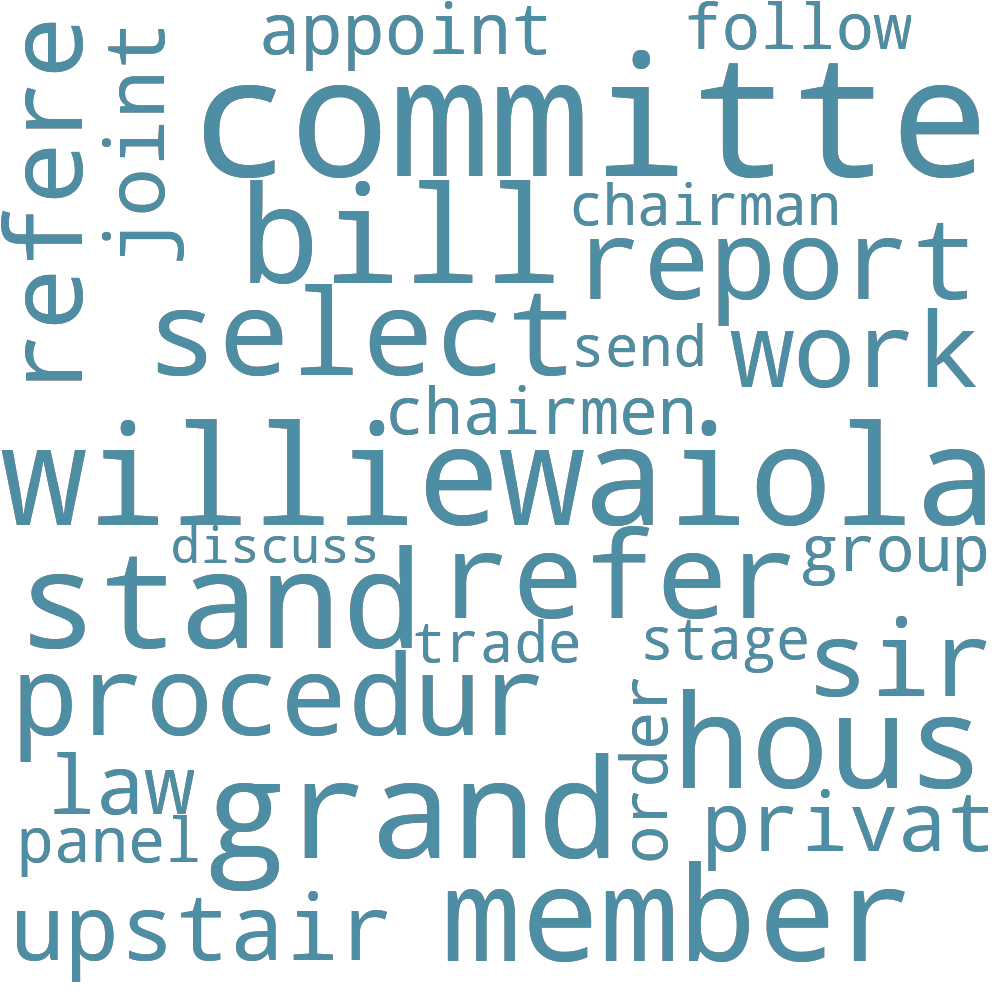 refere
joint
appoint
follow
committe
bill
chairman
report
select
send
work
chairmen
williewaiola
discuss
stand
refer
group
trade
stage
sir
procedur
order
hous
law
grand
privat
panel
upstair
member